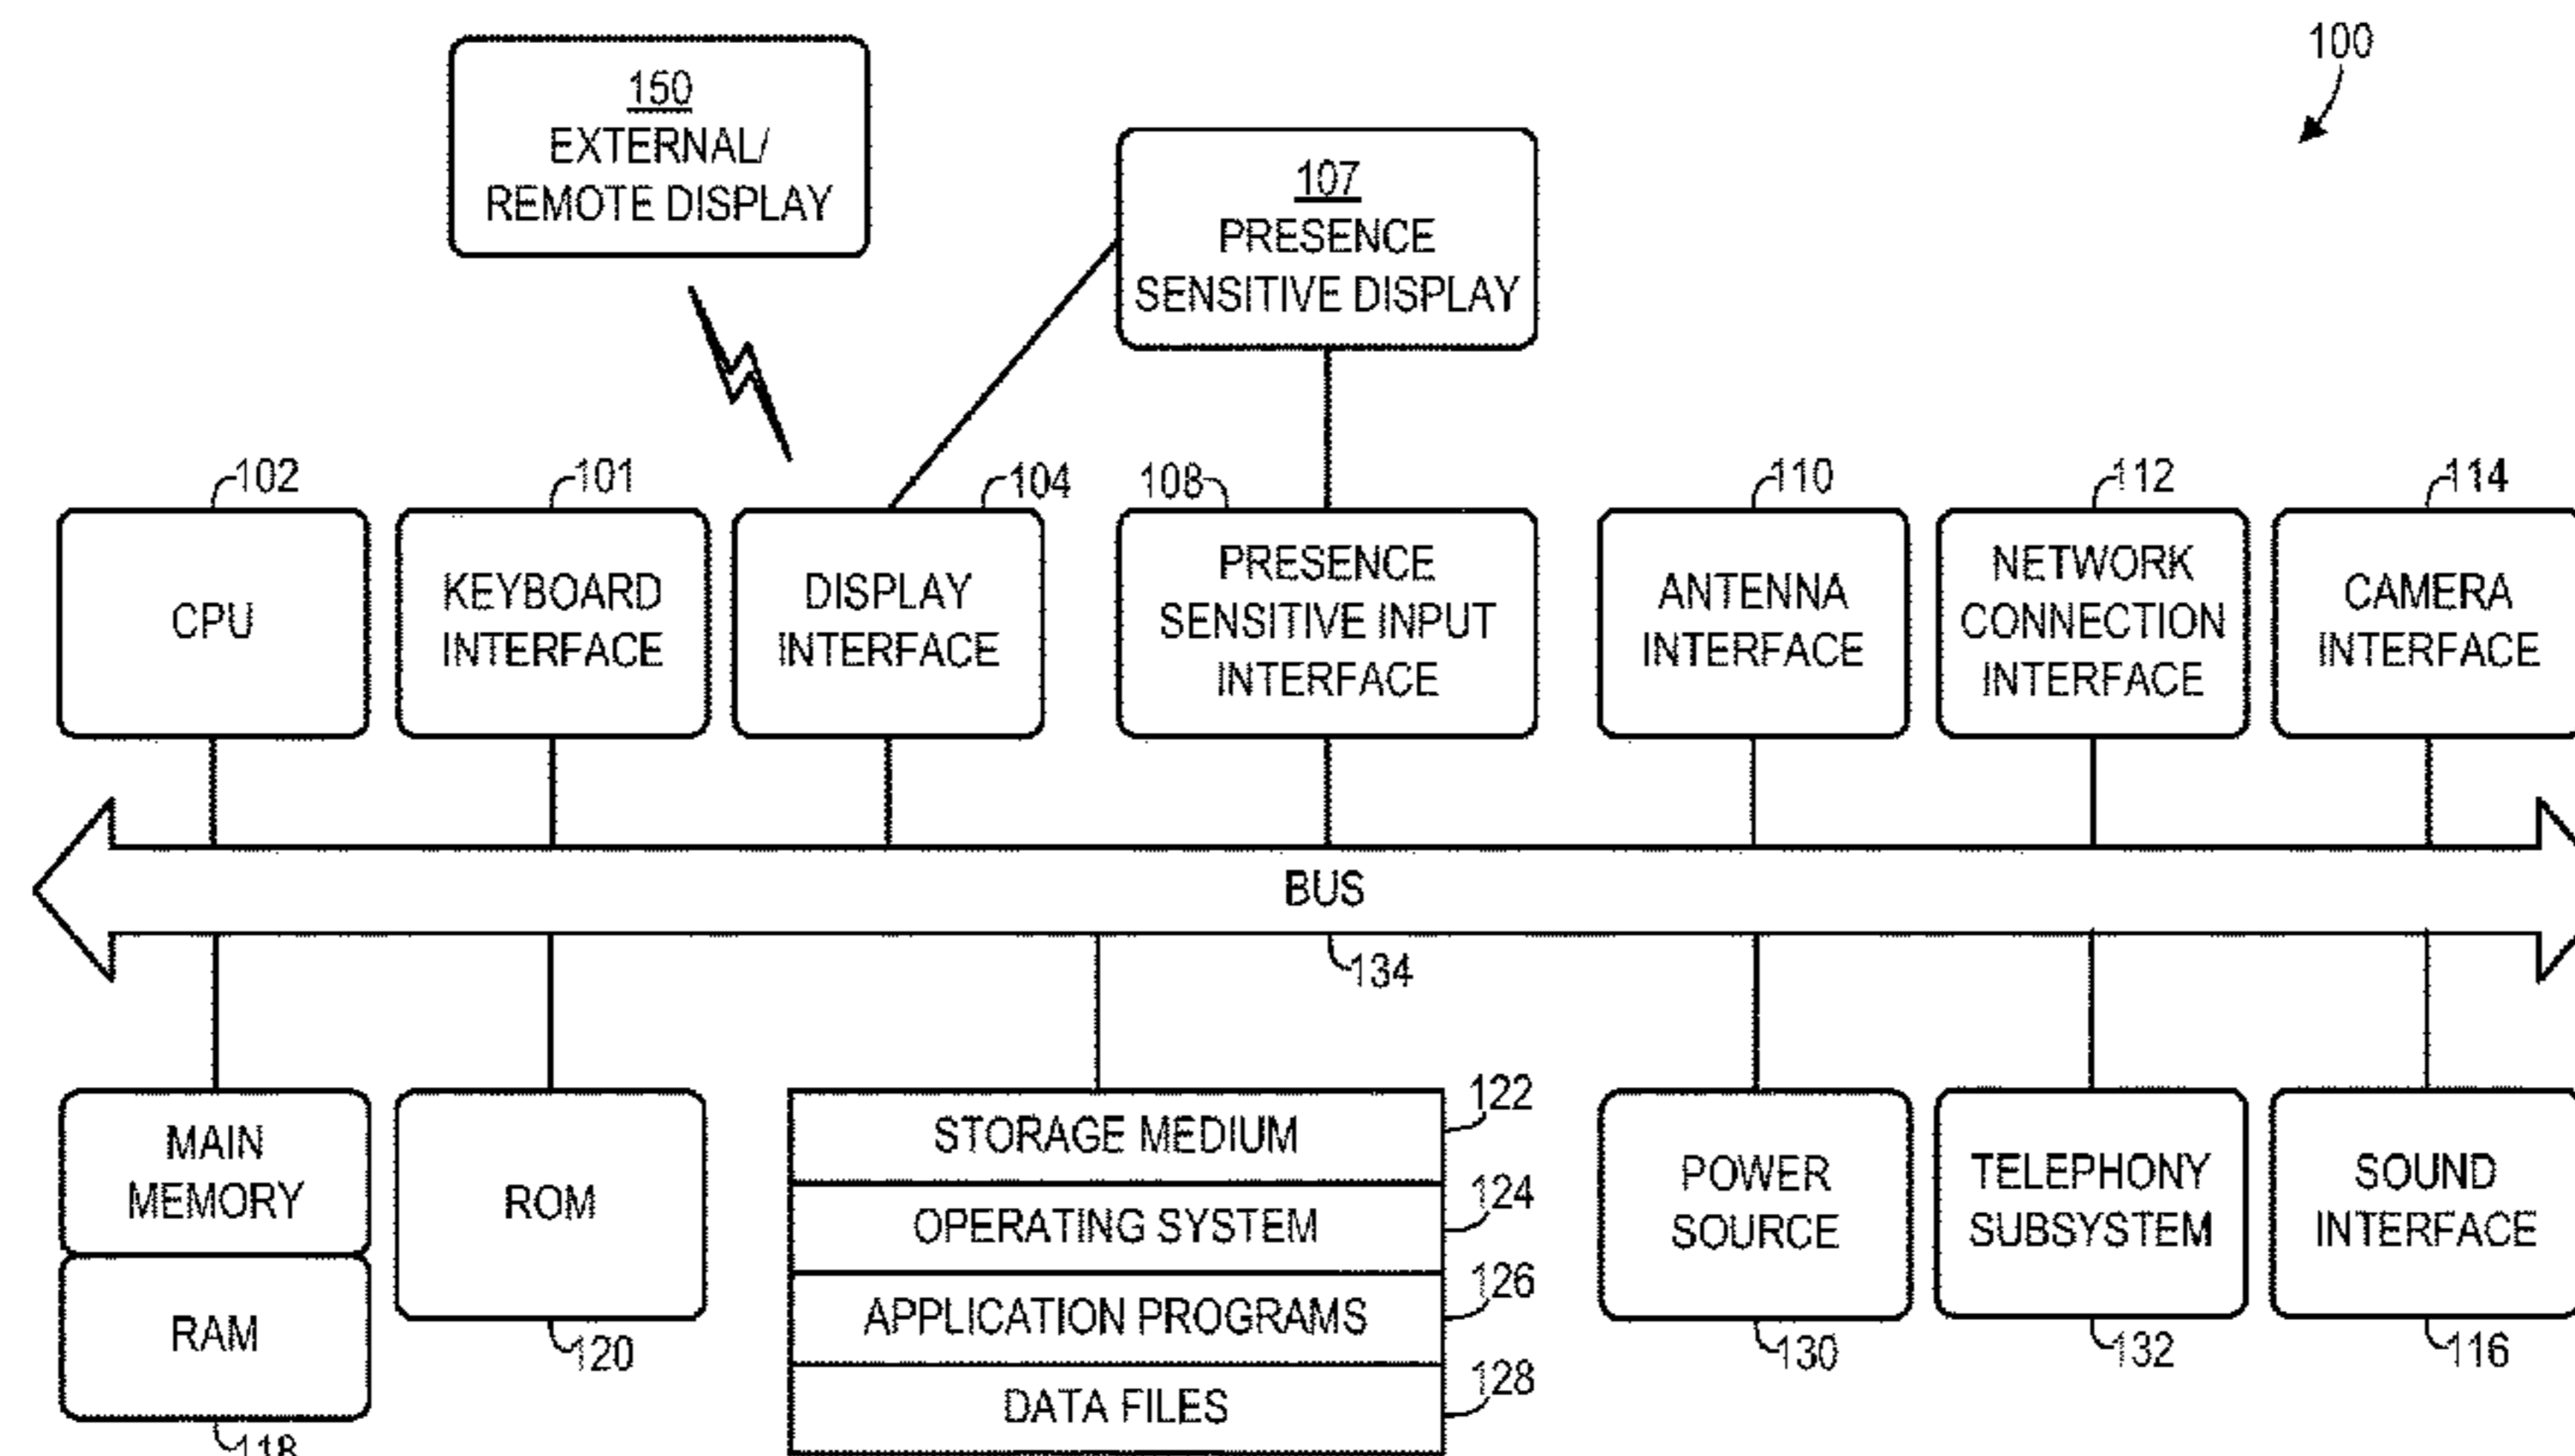 100
150
EXTERNAL/
REMOTE DISPLAY
107
PRESENCE
SENSITIVE DISPLAY
102
101
104
108
110
112
114
CPU
KEYBOARD
INTERFACE
DISPLAY
INTERFACE
PRESENCE
SENSITIVE INPUT
INTERFACE
ANTENNA
INTERFACE
NETWORK
CONNECTION
INTERFACE
CAMERA
INTERFACE
BUS
134
MAIN
MEMORY
RAM
118
ROM
120
STORAGE MEDIUM
122
OPERATING SYSTEM
124
APPLICATION PROGRAMS
126
DATA FILES
128
POWER
SOURCE
130
TELEPHONY
SUBSYSTEM
132
SOUND
INTERFACE
116